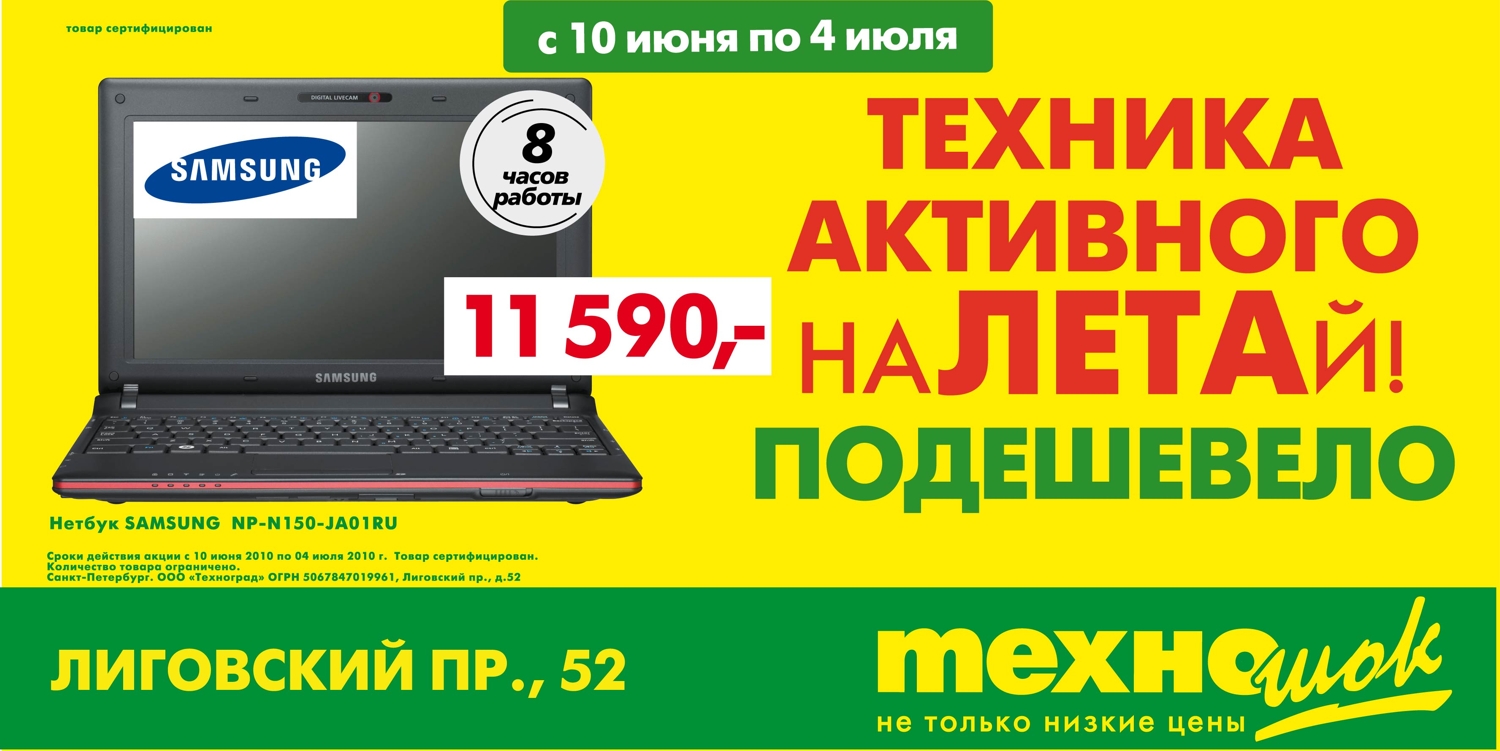 товар сертифицирован
с 10 июня по 4 июля
DIGITAL LIVECAM
SAMSUNG
8
часов
работы
11 590,-
SAMSUNG
ТЕХНИКА
АКТИВНОГО
НАЛЕТАЙ!
ПОДЕШЕВЕЛО
Нетбук SAMSUNG NP-N150-JA01RU
Сроки действия акции с 10 июня 2010 по 04 июля 2010 г. Товар сертифицирован.
Количество товара ограничено.
Санкт-Петербург. ООО «Техноград» ОГРН 5067847019961, Лиговский пр., д.52
ЛИГОВСКИЙ ПР., 52
техношок
не только низкие цены